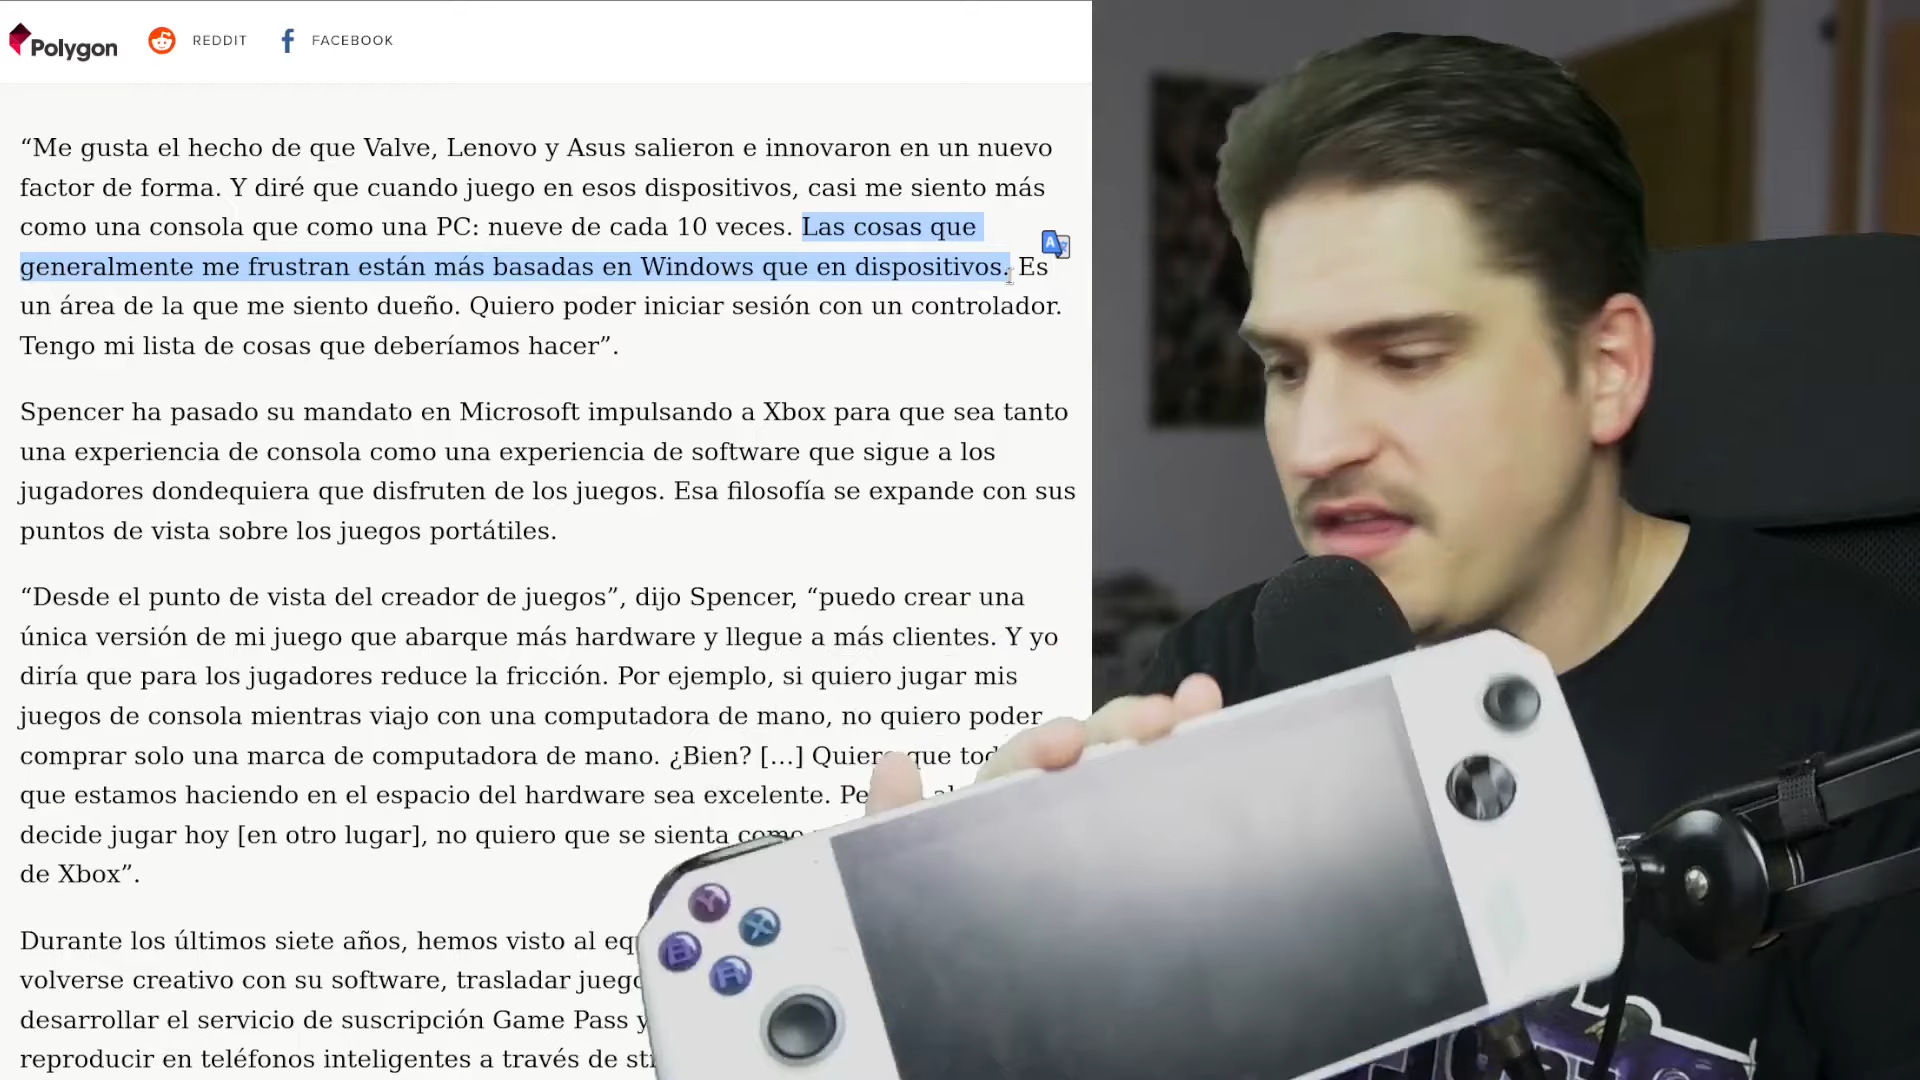 Polygon
REDDIT
FACEBOOK
“Me gusta el hecho de que Valve, Lenovo y Asus salieron e innovaron en un nuevo
factor de forma. Y diré que cuando juego en esos dispositivos, casi me siento más
como una consola que como una PC: nueve de cada 10 veces. Las cosas que
generalmente me frustran están más basadas en Windows que en dispositivos. Es
un área de la que me siento dueño. Quiero poder iniciar sesión con un controlador.
Tengo mi lista de cosas que deberíamos hacer”.
Spencer ha pasado su mandato en Microsoft impulsando a Xbox para que sea tanto
una experiencia de consola como una experiencia de software que sigue a los
jugadores dondequiera que disfruten de los juegos. Esa filosofía se expande con sus
puntos de vista sobre los juegos portátiles.
“Desde el punto de vista del creador de juegos”, dijo Spencer, “puedo crear una
única versión de mi juego que abarque más hardware y llegue a más clientes. Y yo
diría que para los jugadores reduce la fricción. Por ejemplo, si quiero jugar mis
juegos de consola mientras viajo con una computadora de mano, no quiero poder
comprar solo una marca de computadora de mano. ¿Bien? [...] Quiero que
que estamos haciendo en el espacio del hardware sea excelente.
decide jugar hoy [en otro lugar], no quiero que se sienta como
de Xbox”.
Durante los últimos siete años, hemos visto al
volverse creativo con su software, trasladar
desarrollar el servicio de suscripción Game Pass y
reproducir en teléfonos inteligentes a través de
Y
X
B
A